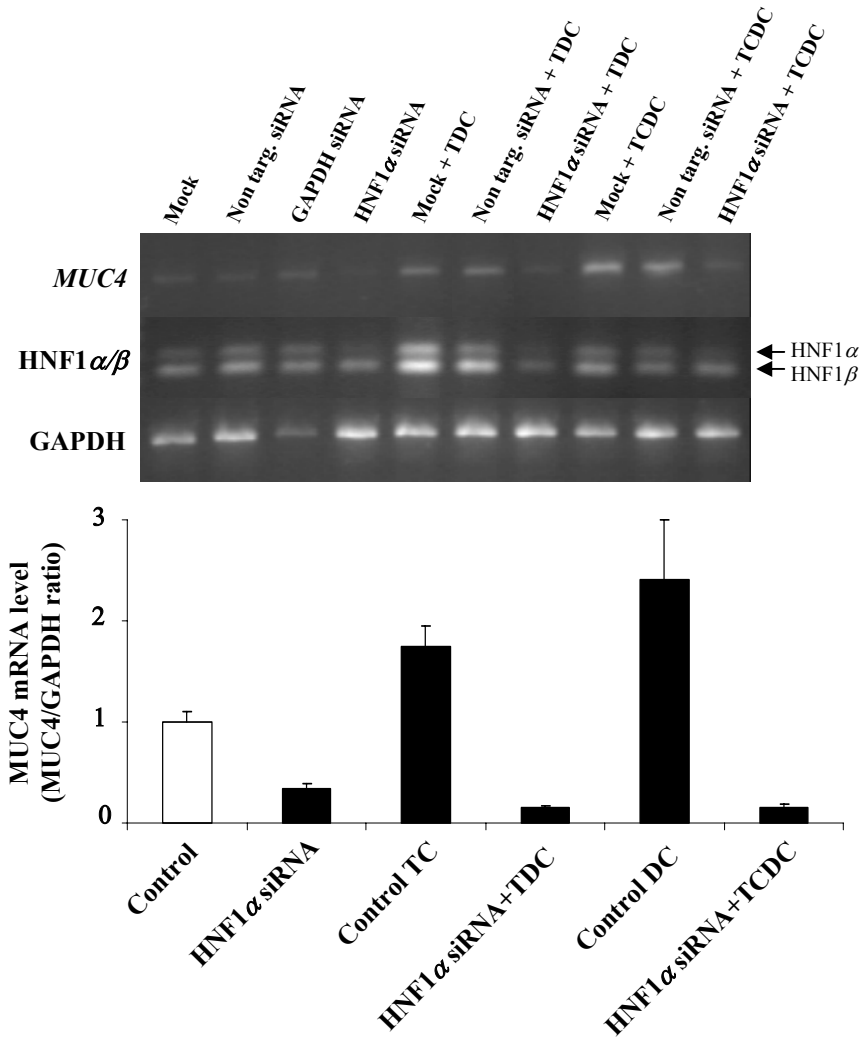 Mock
Non targ. siRNA
GAPDH siRNA
HNF1α siRNA
Mock + TDC
Non targ. siRNA + TDC
HNF1α siRNA + TDC
Mock + TCDC
Non targ. siRNA + TCDC
HNF1α siRNA + TCDC
MUC4
HNF1α/β
HNF1α
HNF1β
GAPDH
MUC4 mRNA level
(MUC4/GAPDH ratio)
3
2
1
0
Control
HNF1α siRNA
Control TC
HNF1α siRNA+TDC
Control DC
HNF1α siRNA+TCDC